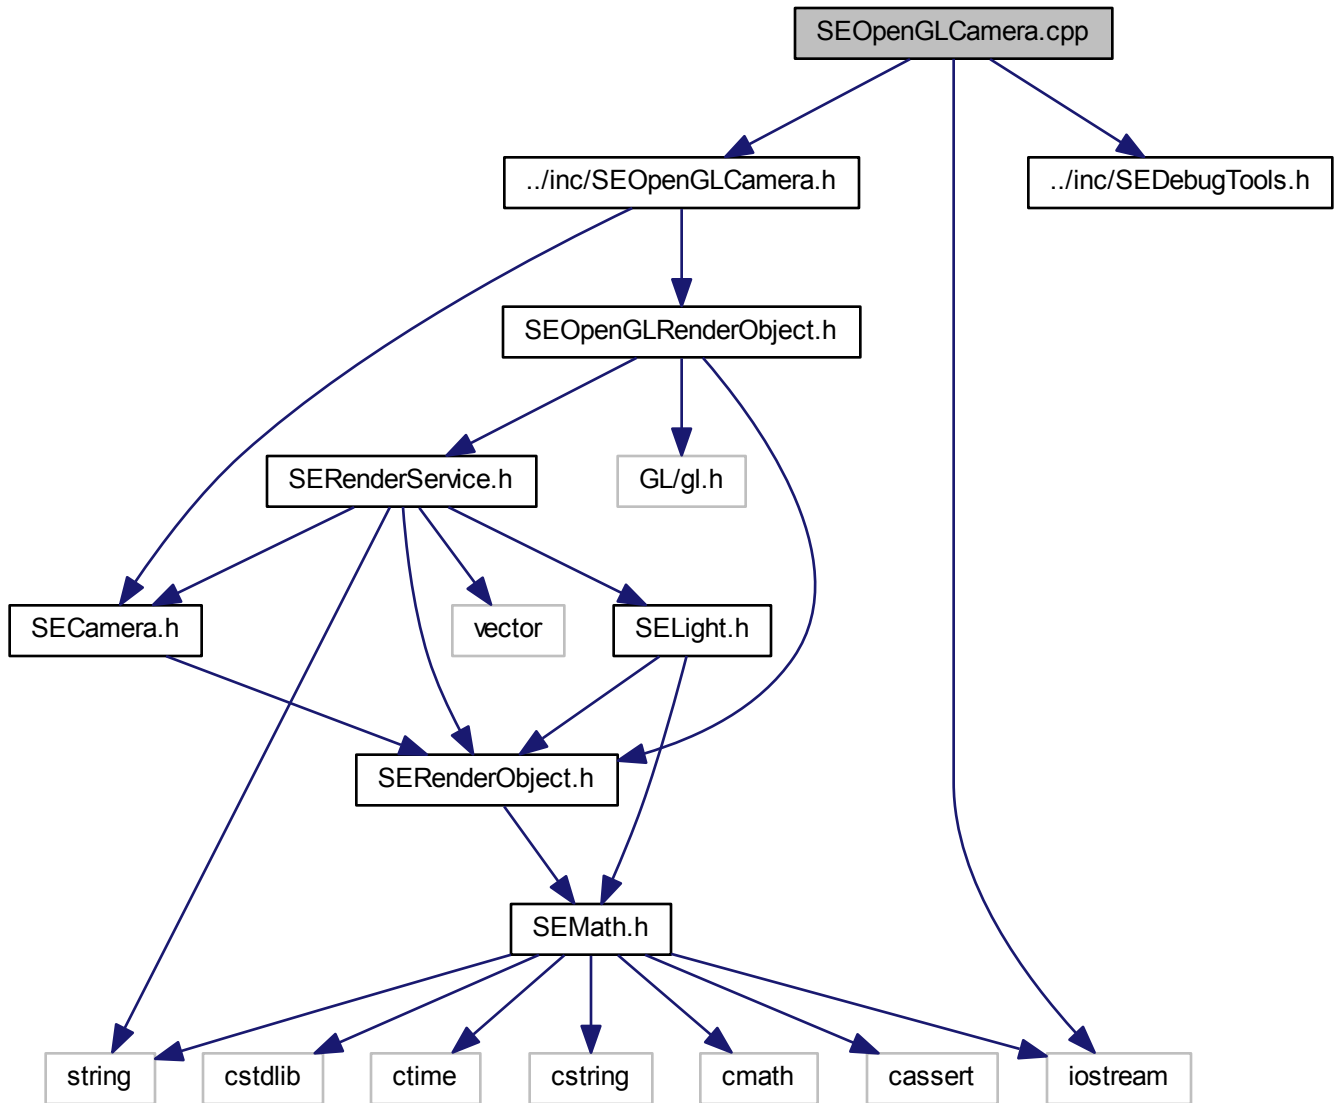 SEOpenGLCamera.cpp
../inc/SEOpenGLCamera.h
../inc/SEDebugTools.h
SEOpenGLRenderObject.h
SERenderService.h
GL/gl.h
SECamera.h
vector
SELight.h
SERenderObject.h
SEMath.h
string
cstdlib
ctime
cstring
cmath
cassert
iostream